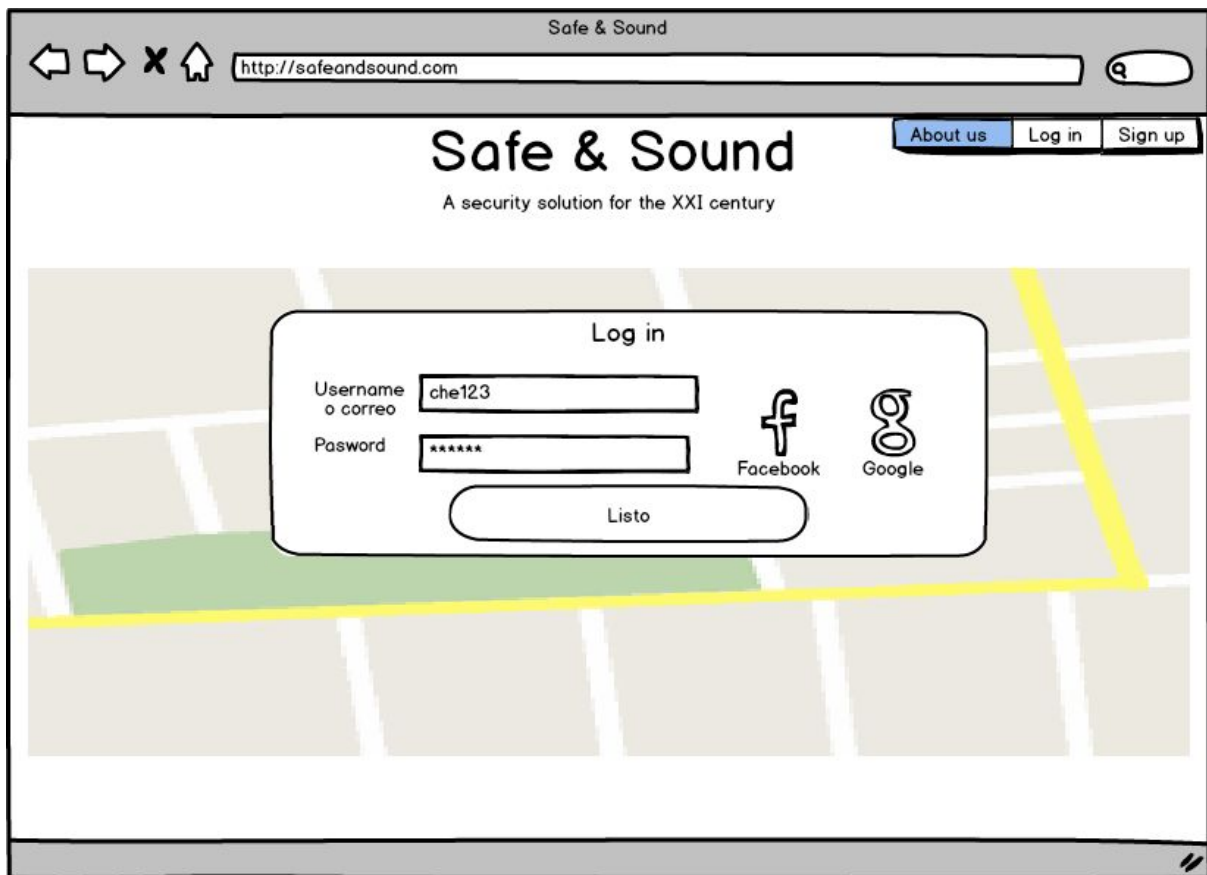 Safe & Sound
http://safeandsound.com
About us Log in Sign up
Safe & Sound
A security solution for the XXI century
Log in
Username
o correo
che123
Pasword
******
Facebook Google
Listo